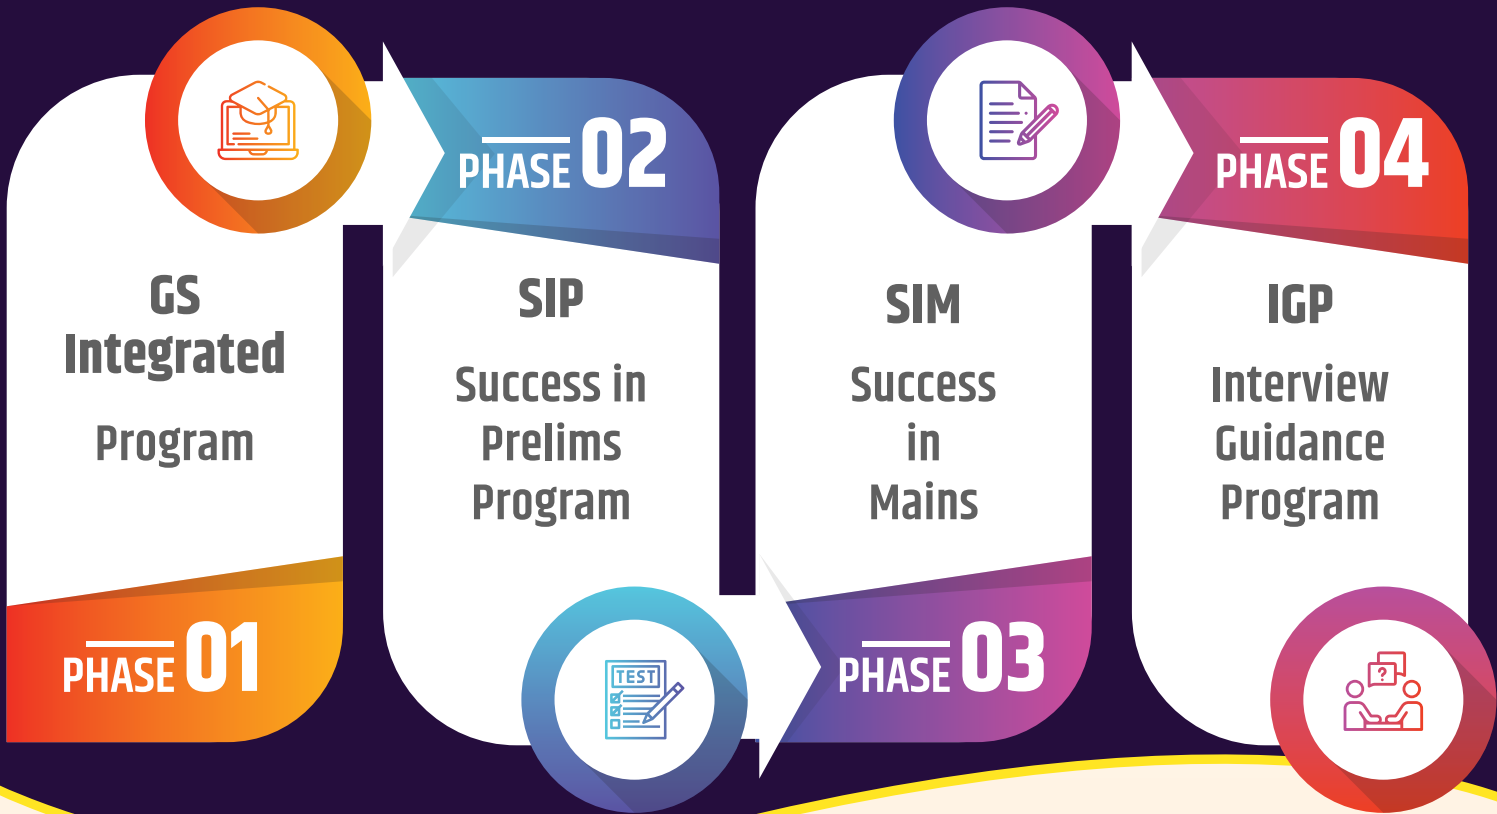 GS
Integrated
Program
PHASE 01
PHASE 02
SIP
Success in
Prelims
Program
TEST
SIM
Success
in
Mains
PHASE 03
PHASE 04
IGP
Interview
Guidance
Program
?